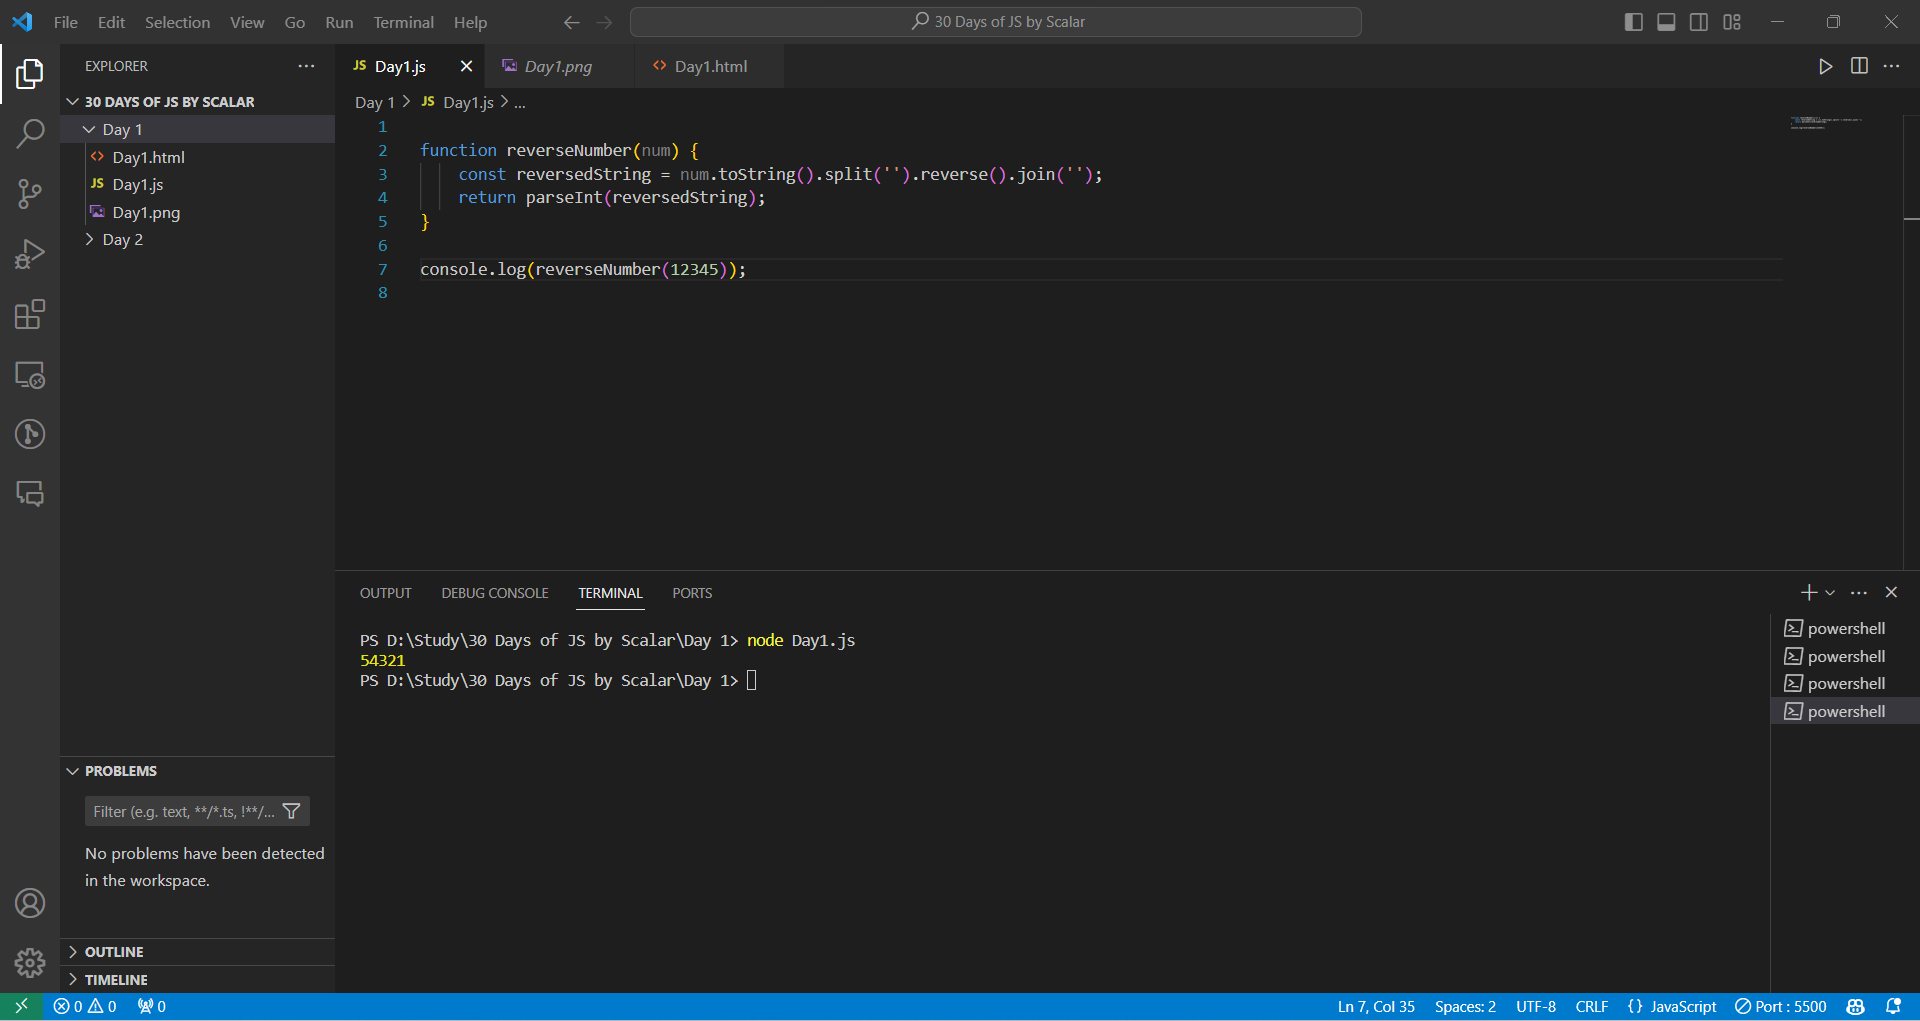 File Edit Selection View Go Run Terminal Help
30 Days of JS by Scalar
EXPLORER
30 DAYS OF JS BY SCALAR
Day 1
Day1.html
Day1.js
Day1.png
Day 2
PROBLEMS
Filter (e.g. text, **/*.ts, !**/...
No problems have been detected
in the workspace.
OUTLINE
TIMELINE
JS Day1.js
Day1.png
Day1.html
Day 1 > JS Day1.js > ...
1
2 function reverseNumber(num) {
3 const reversedString = num.toString().split('').reverse().join('');
4 return parseInt(reversedString);
5 }
6
7 console.log(reverseNumber(12345));
8
OUTPUT DEBUG CONSOLE TERMINAL PORTS
PS D:\Study\30 Days of JS by Scalar\Day 1> node Day1.js
54321
PS D:\Study\30 Days of JS by Scalar\Day 1>
powershell
powershell
powershell
powershell
0 0 0
Ln 7, Col 35 Spaces: 2 UTF-8 CRLF {} JavaScript Port : 5500